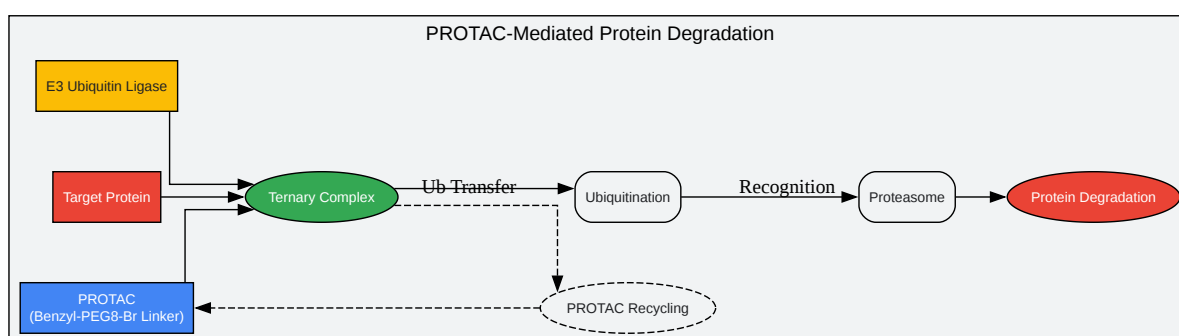 PROTAC-Mediated Protein Degradation
E3 Ubiquitin Ligase
Target Protein
Ternary Complex
Ub Transfer
Ubiquitination
Recognition
Proteasome
Protein Degradation
PROTAC
(Benzyl-PEG8-Br Linker)
PROTAC Recycling